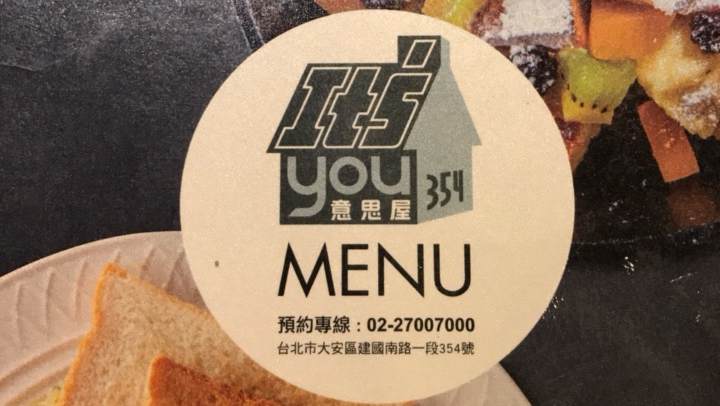 It's
you
意思屋
354
MENU
預約專線：02-27007000
台北市大安區建國南路一段354號